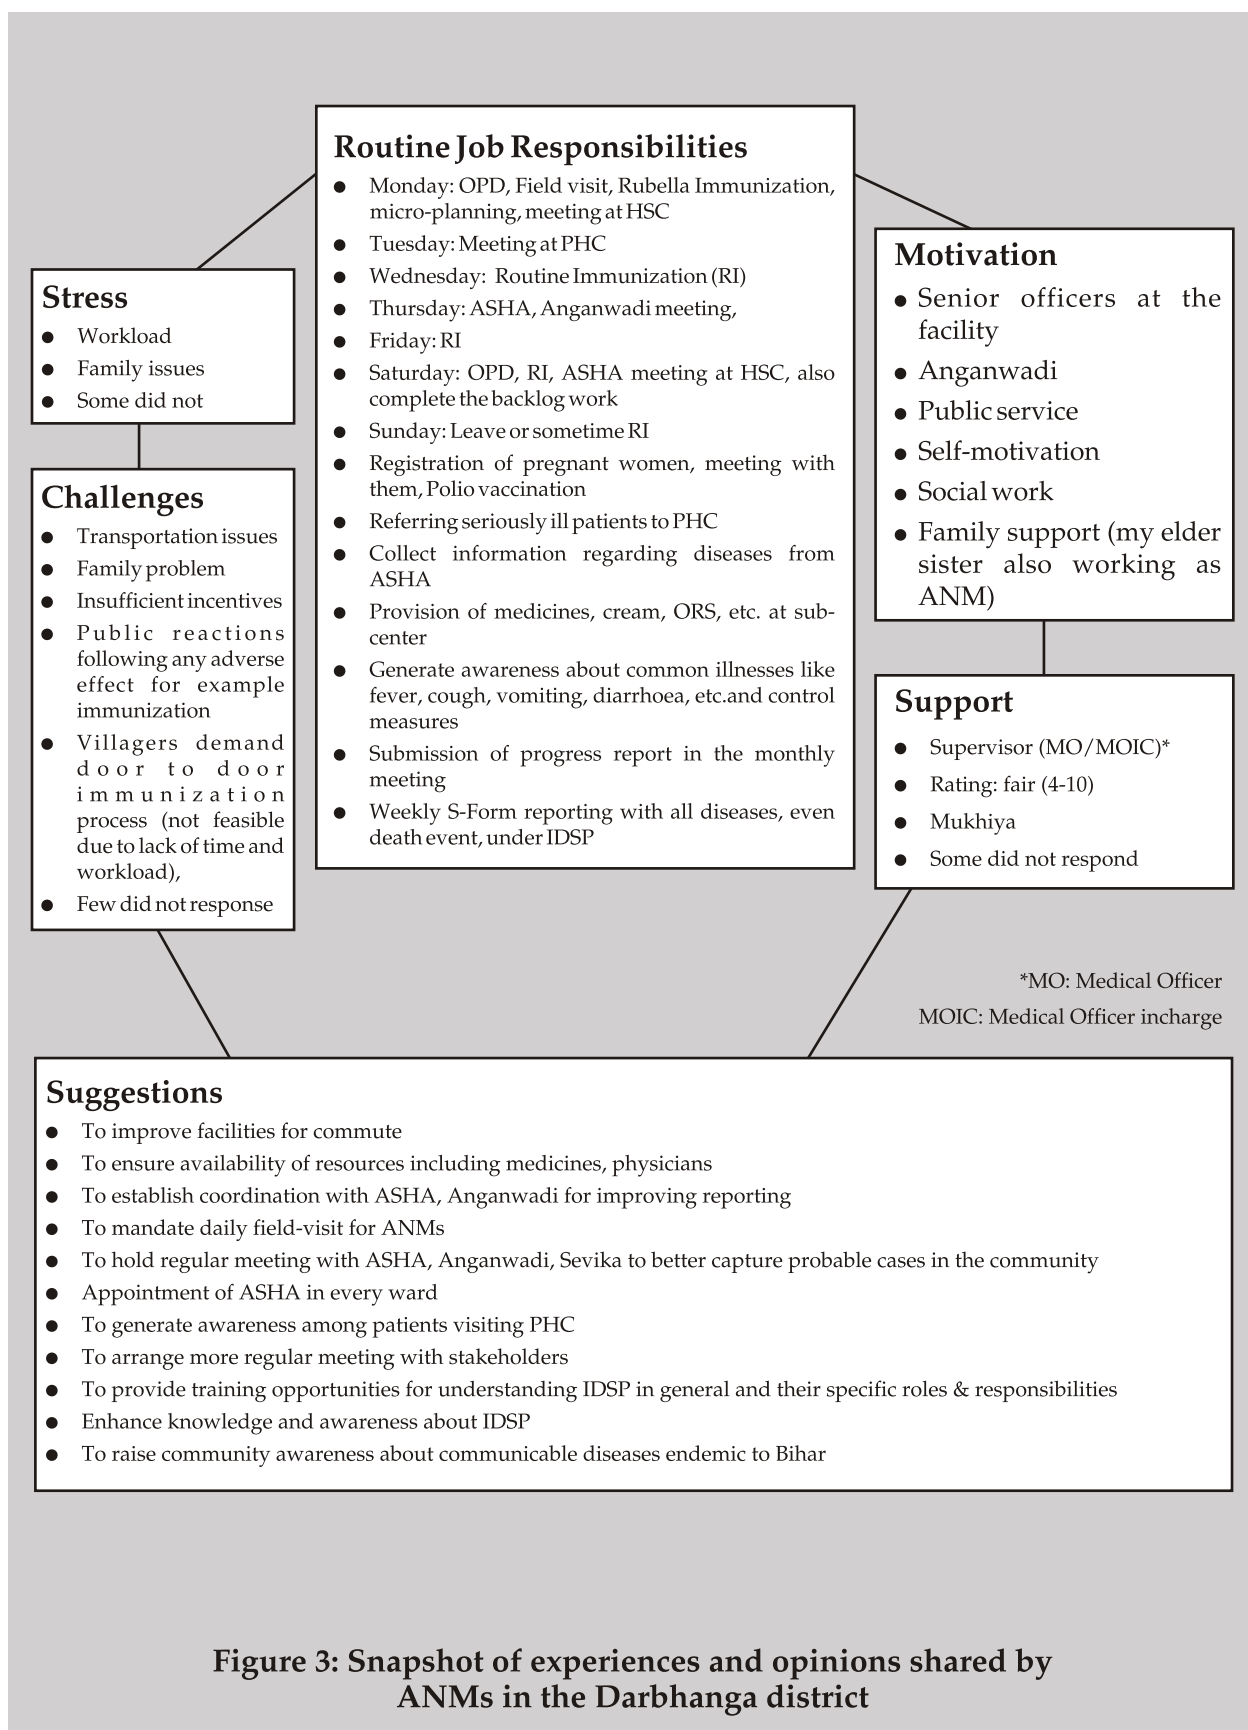 Routine Job Responsibilities
● Monday: OPD, Field visit, Rubella Immunization,
micro-planning, meeting at HSC
● Tuesday: Meeting at PHC
● Wednesday: Routine Immunization (RI)
● Thursday: ASHA, Anganwadi meeting,
● Friday: RI
● Saturday: OPD, RI, ASHA meeting at HSC, also
complete the backlog work
● Sunday: Leave or sometime RI
● Registration of pregnant women, meeting with
them, Polio vaccination
● Referring seriously ill patients to PHC
● Collect information regarding diseases from
ASHA
● Provision of medicines, cream, ORS, etc. at sub-
center
● Generate awareness about common illnesses like
fever, cough, vomiting, diarrhoea, etc.and control
measures
● Submission of progress report in the monthly
meeting
● Weekly S-Form reporting with all diseases, even
death event, under IDSP
Stress
● Workload
● Family issues
● Some did not
Challenges
● Transportation issues
● Family problem
● Insufficient incentives
● Public reactions
following any adverse
effect for example
immunization
● Villagers demand
door to door
immunization
process (not feasible
due to lack of time and
workload),
● Few did not response
Motivation
● Senior officers at the
facility
● Anganwadi
● Public service
● Self-motivation
● Social work
● Family support (my elder
sister also working as
ANM)
Support
● Supervisor (MO/MOIC)*
● Rating: fair (4-10)
● Mukhiya
● Some did not respond
*MO: Medical Officer
MOIC: Medical Officer incharge
Suggestions
● To improve facilities for commute
● To ensure availability of resources including medicines, physicians
● To establish coordination with ASHA, Anganwadi for improving reporting
● To mandate daily field-visit for ANMs
● To hold regular meeting with ASHA, Anganwadi, Sevika to better capture probable cases in the community
● Appointment of ASHA in every ward
● To generate awareness among patients visiting PHC
● To arrange more regular meeting with stakeholders
● To provide training opportunities for understanding IDSP in general and their specific roles & responsibilities
● Enhance knowledge and awareness about IDSP
● To raise community awareness about communicable diseases endemic to Bihar
Figure 3: Snapshot of experiences and opinions shared by
ANMs in the Darbhanga district